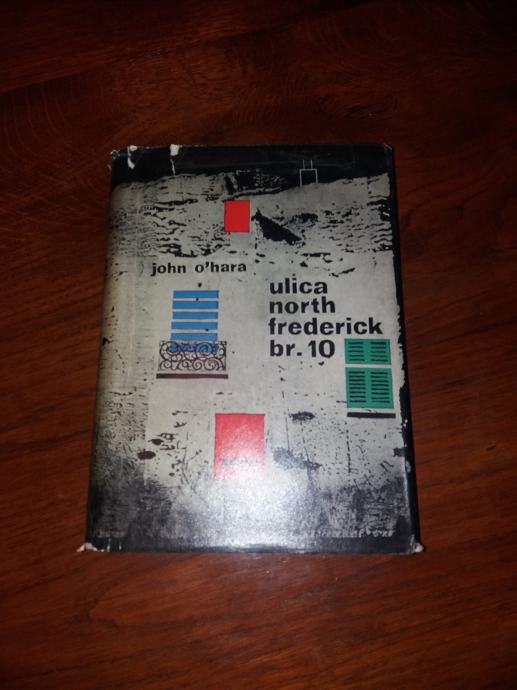 john o'hara
ulica
north
frederick
br. 10